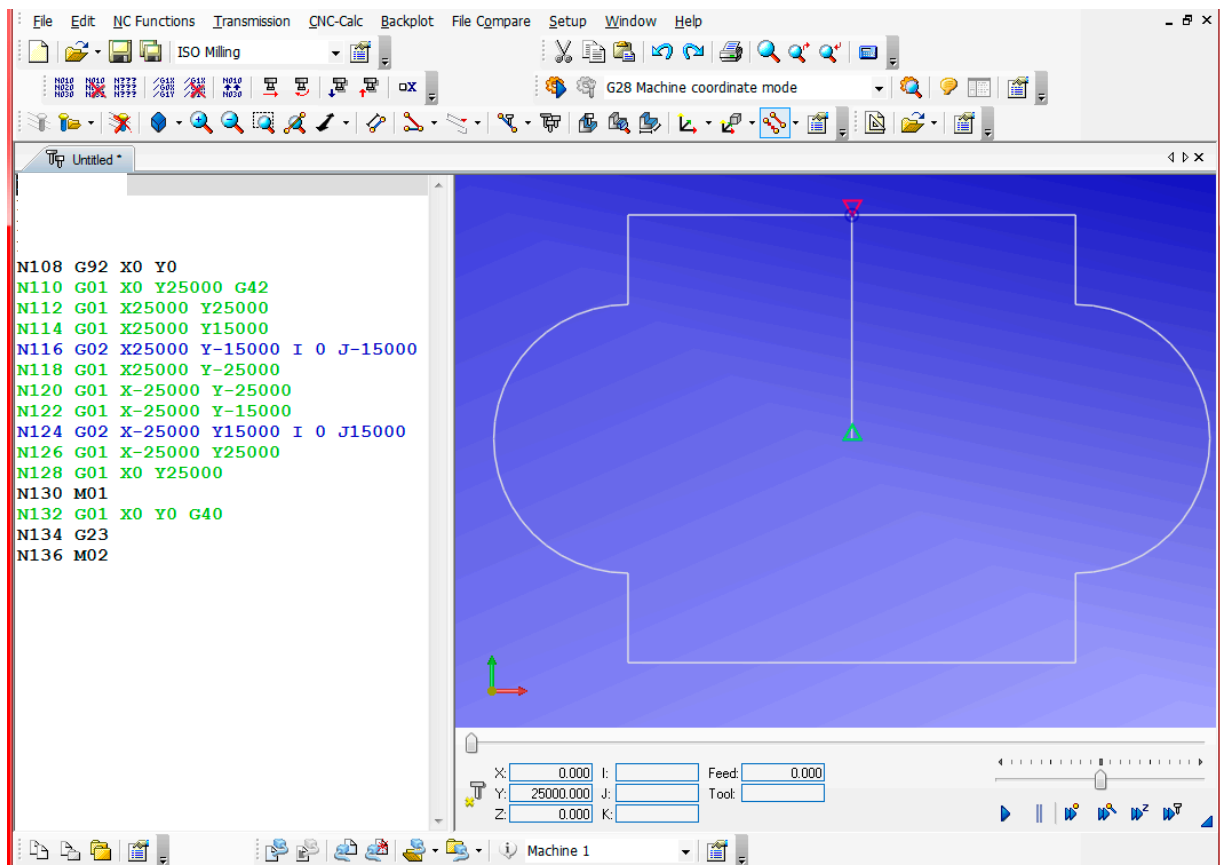 File Edit NC Functions Transmission CNC-Calc Backplot File Compare Setup Window Help
ISO Milling
G28 Machine coordinate mode
Untitled *
N108 G92 X0 Y0
N110 G01 X0 Y25000 G42
N112 G01 X25000 Y25000
N114 G01 X25000 Y15000
N116 G02 X25000 Y-15000 I 0 J-15000
N118 G01 X25000 Y-25000
N120 G01 X-25000 Y-25000
N122 G01 X-25000 Y-15000
N124 G02 X-25000 Y15000 I 0 J15000
N126 G01 X-25000 Y25000
N128 G01 X0 Y25000
N130 M01
N132 G01 X0 Y0 G40
N134 G23
N136 M02
X: 0.000 I: Feed: 0.000
Y: 25000.000 J: Tool:
Z: 0.000 K:
Machine 1